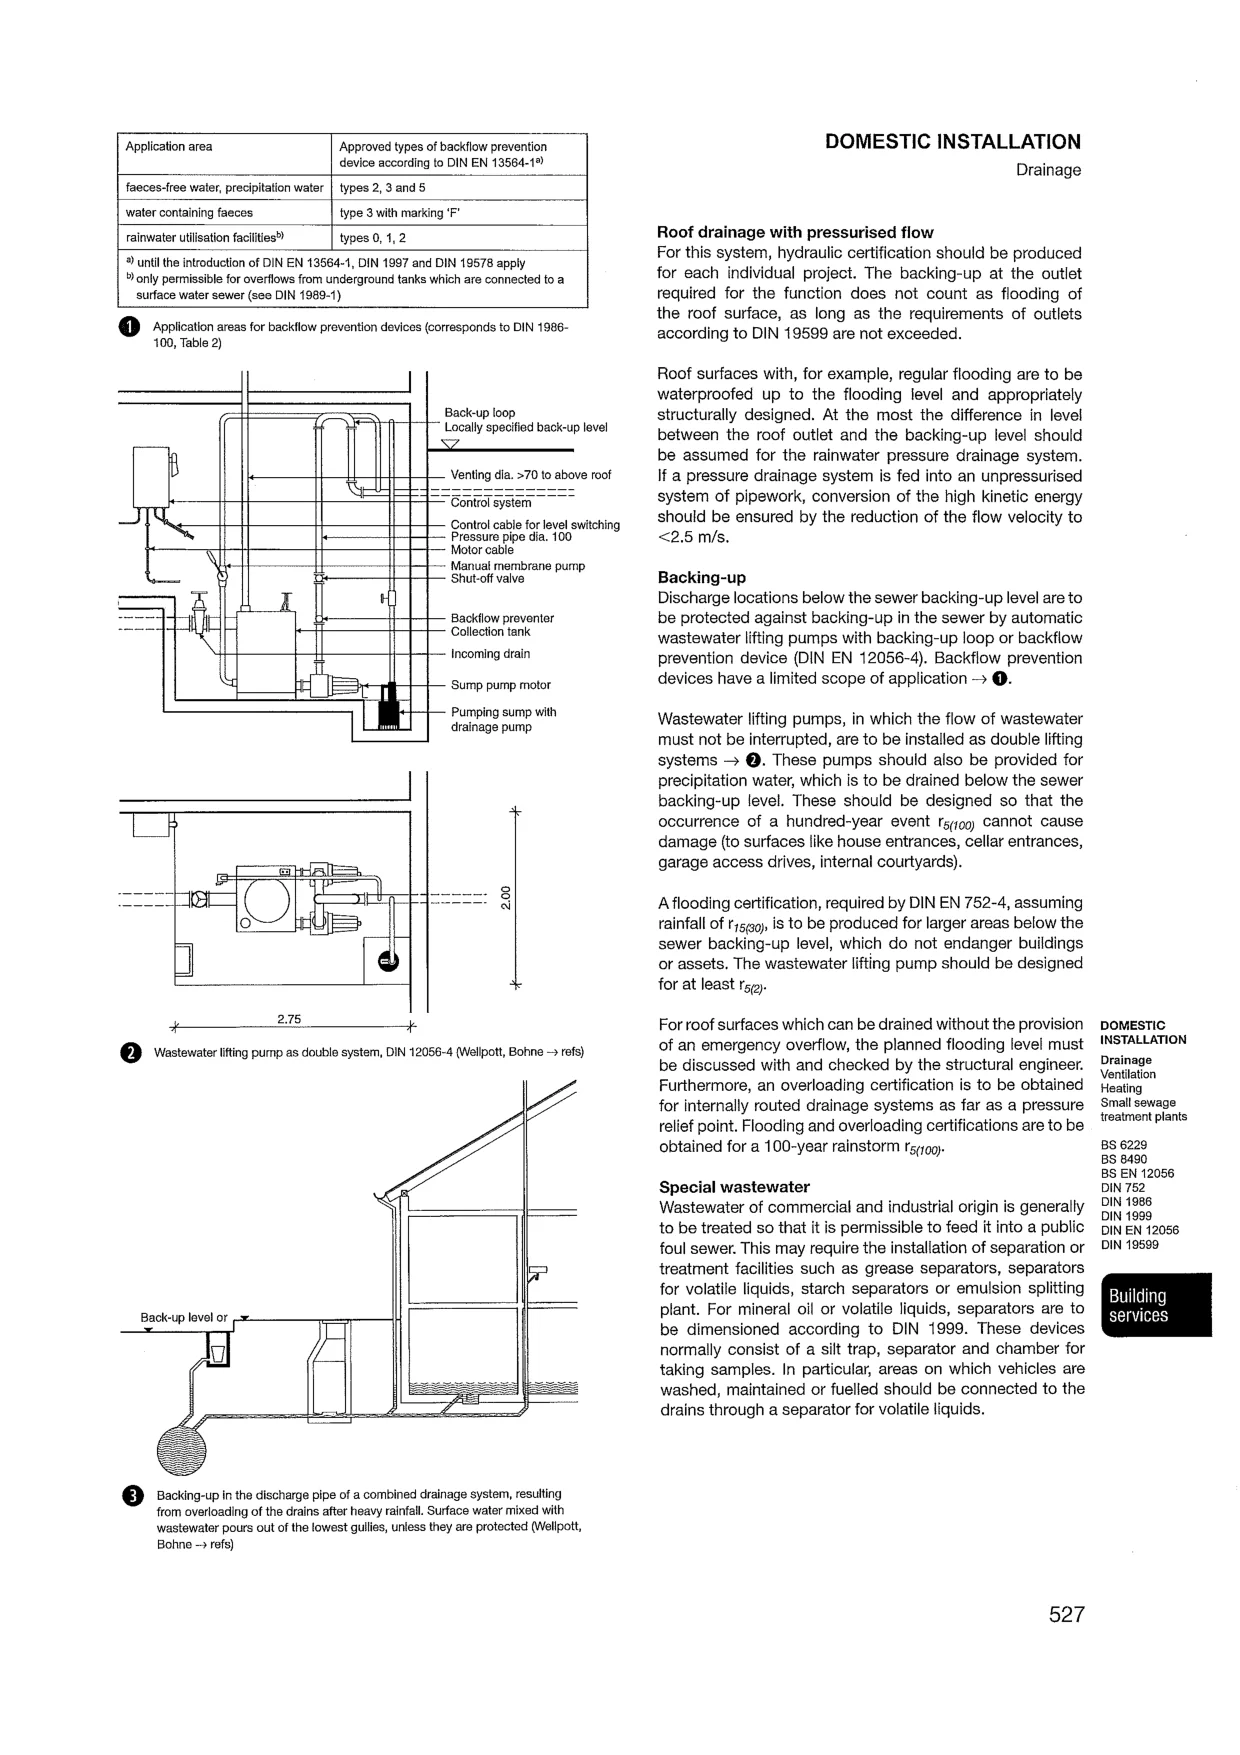 Application area
Approved types of backflow prevention
device according to DIN EN 13564-1a)
faeces-free water, precipitation water
types 2, 3 and 5
water containing faeces
type 3 with marking 'F'
rainwater utilisation facilitiesb)
types 0, 1, 2
a) until the introduction of DIN EN 13564-1, DIN 1997 and DIN 19578 apply
b) only permissible for overflows from underground tanks which are connected to a
surface water sewer (see DIN 1989-1)
1 Application areas for backflow prevention devices (corresponds to DIN 1986-
100, Table 2)
Back-up loop
Locally specified back-up level
Venting dia. >70 to above roof
Control system
Control cable for level switching
Pressure pipe dia. 100
Motor cable
Manual membrane pump
Shut-off valve
Backflow preventer
Collection tank
Incoming drain
Sump pump motor
Pumping sump with
drainage pump
2.00
2.75
2 Wastewater lifting pump as double system, DIN 12056-4 (Wellpott, Bohne → refs)
Back-up level or
3 Backing-up in the discharge pipe of a combined drainage system, resulting
from overloading of the drains after heavy rainfall. Surface water mixed with
wastewater pours out of the lowest gullies, unless they are protected (Wellpott,
Bohne → refs)
DOMESTIC INSTALLATION
Drainage
Roof drainage with pressurised flow
For this system, hydraulic certification should be produced
for each individual project. The backing-up at the outlet
required for the function does not count as flooding of
the roof surface, as long as the requirements of outlets
according to DIN 19599 are not exceeded.
Roof surfaces with, for example, regular flooding are to be
waterproofed up to the flooding level and appropriately
structurally designed. At the most the difference in level
between the roof outlet and the backing-up level should
be assumed for the rainwater pressure drainage system.
If a pressure drainage system is fed into an unpressurised
system of pipework, conversion of the high kinetic energy
should be ensured by the reduction of the flow velocity to
<2.5 m/s.
Backing-up
Discharge locations below the sewer backing-up level are to
be protected against backing-up in the sewer by automatic
wastewater lifting pumps with backing-up loop or backflow
prevention device (DIN EN 12056-4). Backflow prevention
devices have a limited scope of application → 1.
Wastewater lifting pumps, in which the flow of wastewater
must not be interrupted, are to be installed as double lifting
systems → 2. These pumps should also be provided for
precipitation water, which is to be drained below the sewer
backing-up level. These should be designed so that the
occurrence of a hundred-year event r5(100) cannot cause
damage (to surfaces like house entrances, cellar entrances,
garage access drives, internal courtyards).
A flooding certification, required by DIN EN 752-4, assuming
rainfall of r15(30), is to be produced for larger areas below the
sewer backing-up level, which do not endanger buildings
or assets. The wastewater lifting pump should be designed
for at least r5(2).
For roof surfaces which can be drained without the provision
of an emergency overflow, the planned flooding level must
be discussed with and checked by the structural engineer.
Furthermore, an overloading certification is to be obtained
for internally routed drainage systems as far as a pressure
relief point. Flooding and overloading certifications are to be
obtained for a 100-year rainstorm r5(100).
Special wastewater
Wastewater of commercial and industrial origin is generally
to be treated so that it is permissible to feed it into a public
foul sewer. This may require the installation of separation or
treatment facilities such as grease separators, separators
for volatile liquids, starch separators or emulsion splitting
plant. For mineral oil or volatile liquids, separators are to
be dimensioned according to DIN 1999. These devices
normally consist of a silt trap, separator and chamber for
taking samples. In particular, areas on which vehicles are
washed, maintained or fuelled should be connected to the
drains through a separator for volatile liquids.
DOMESTIC
INSTALLATION
Drainage
Ventilation
Heating
Small sewage
treatment plants
BS 6229
BS 8490
BS EN 12056
DIN 752
DIN 1986
DIN 1999
DIN EN 12056
DIN 19599
Building
services
527